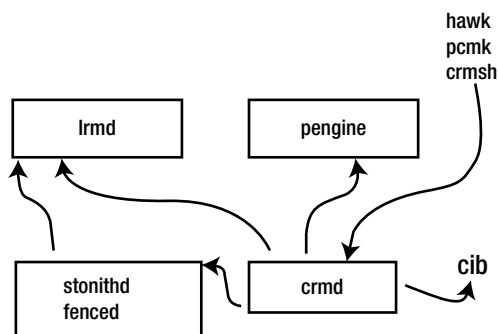 hawk
pcmk
crmsh
lrmd
pengine
cib
stonithd
fenced
crmd